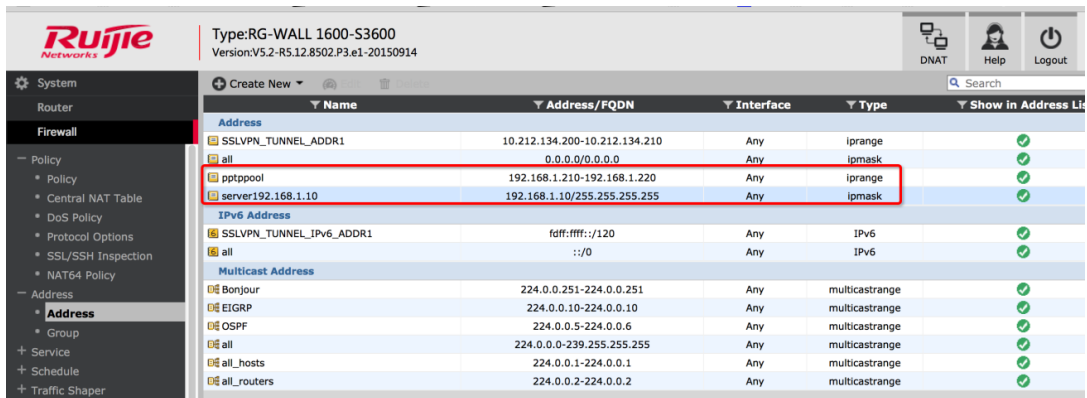 Ruijie
Networks
Type:RG-WALL 1600-S3600
Version:V5.2-R5.12.8502.P3.e1-20150914
DNAT Help Logout
System
Router
Firewall
Policy
Policy
Central NAT Table
DoS Policy
Protocol Options
SSL/SSH Inspection
NAT64 Policy
Address
Address
Group
Service
Schedule
Traffic Shaper
Create New Edit Delete Search
Name Address/FQDN Interface Type Show in Address Lis
Address
SSLVPN_TUNNEL_ADDR1 10.212.134.200-10.212.134.210 Any iprange
all 0.0.0.0/0.0.0.0 Any ipmask
pptppool 192.168.1.210-192.168.1.220 Any iprange
server192.168.1.10 192.168.1.10/255.255.255.255 Any ipmask
IPv6 Address
SSLVPN_TUNNEL_IPv6_ADDR1 fdff:ffff::/120 Any IPv6
all ::/0 Any IPv6
Multicast Address
Bonjour 224.0.0.251-224.0.0.251 Any multicastrange
EIGRP 224.0.0.10-224.0.0.10 Any multicastrange
OSPF 224.0.0.5-224.0.0.6 Any multicastrange
all 224.0.0.0-239.255.255.255 Any multicastrange
all_hosts 224.0.0.1-224.0.0.1 Any multicastrange
all_routers 224.0.0.2-224.0.0.2 Any multicastrange